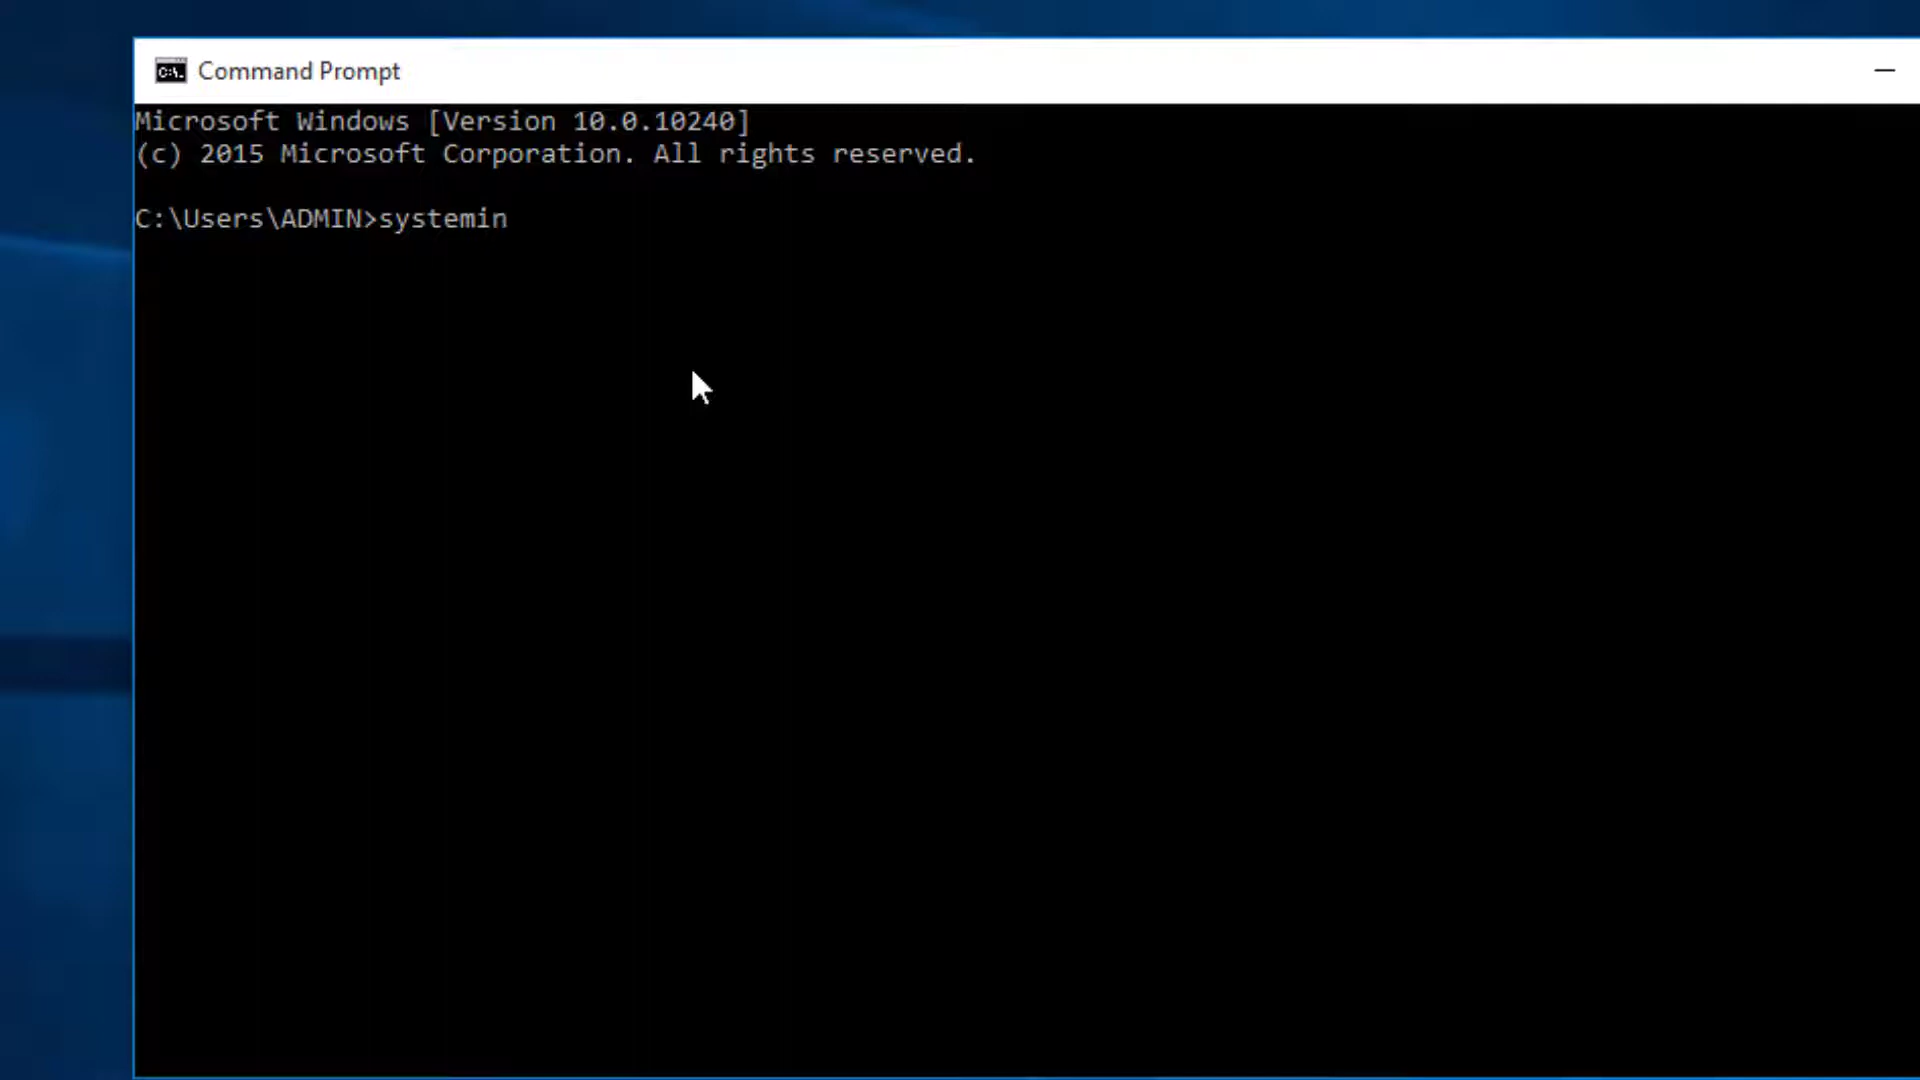 Command Prompt
Microsoft Windows [Version 10.0.10240]
(c) 2015 Microsoft Corporation. All rights reserved.
C:\Users\ADMIN>systemin